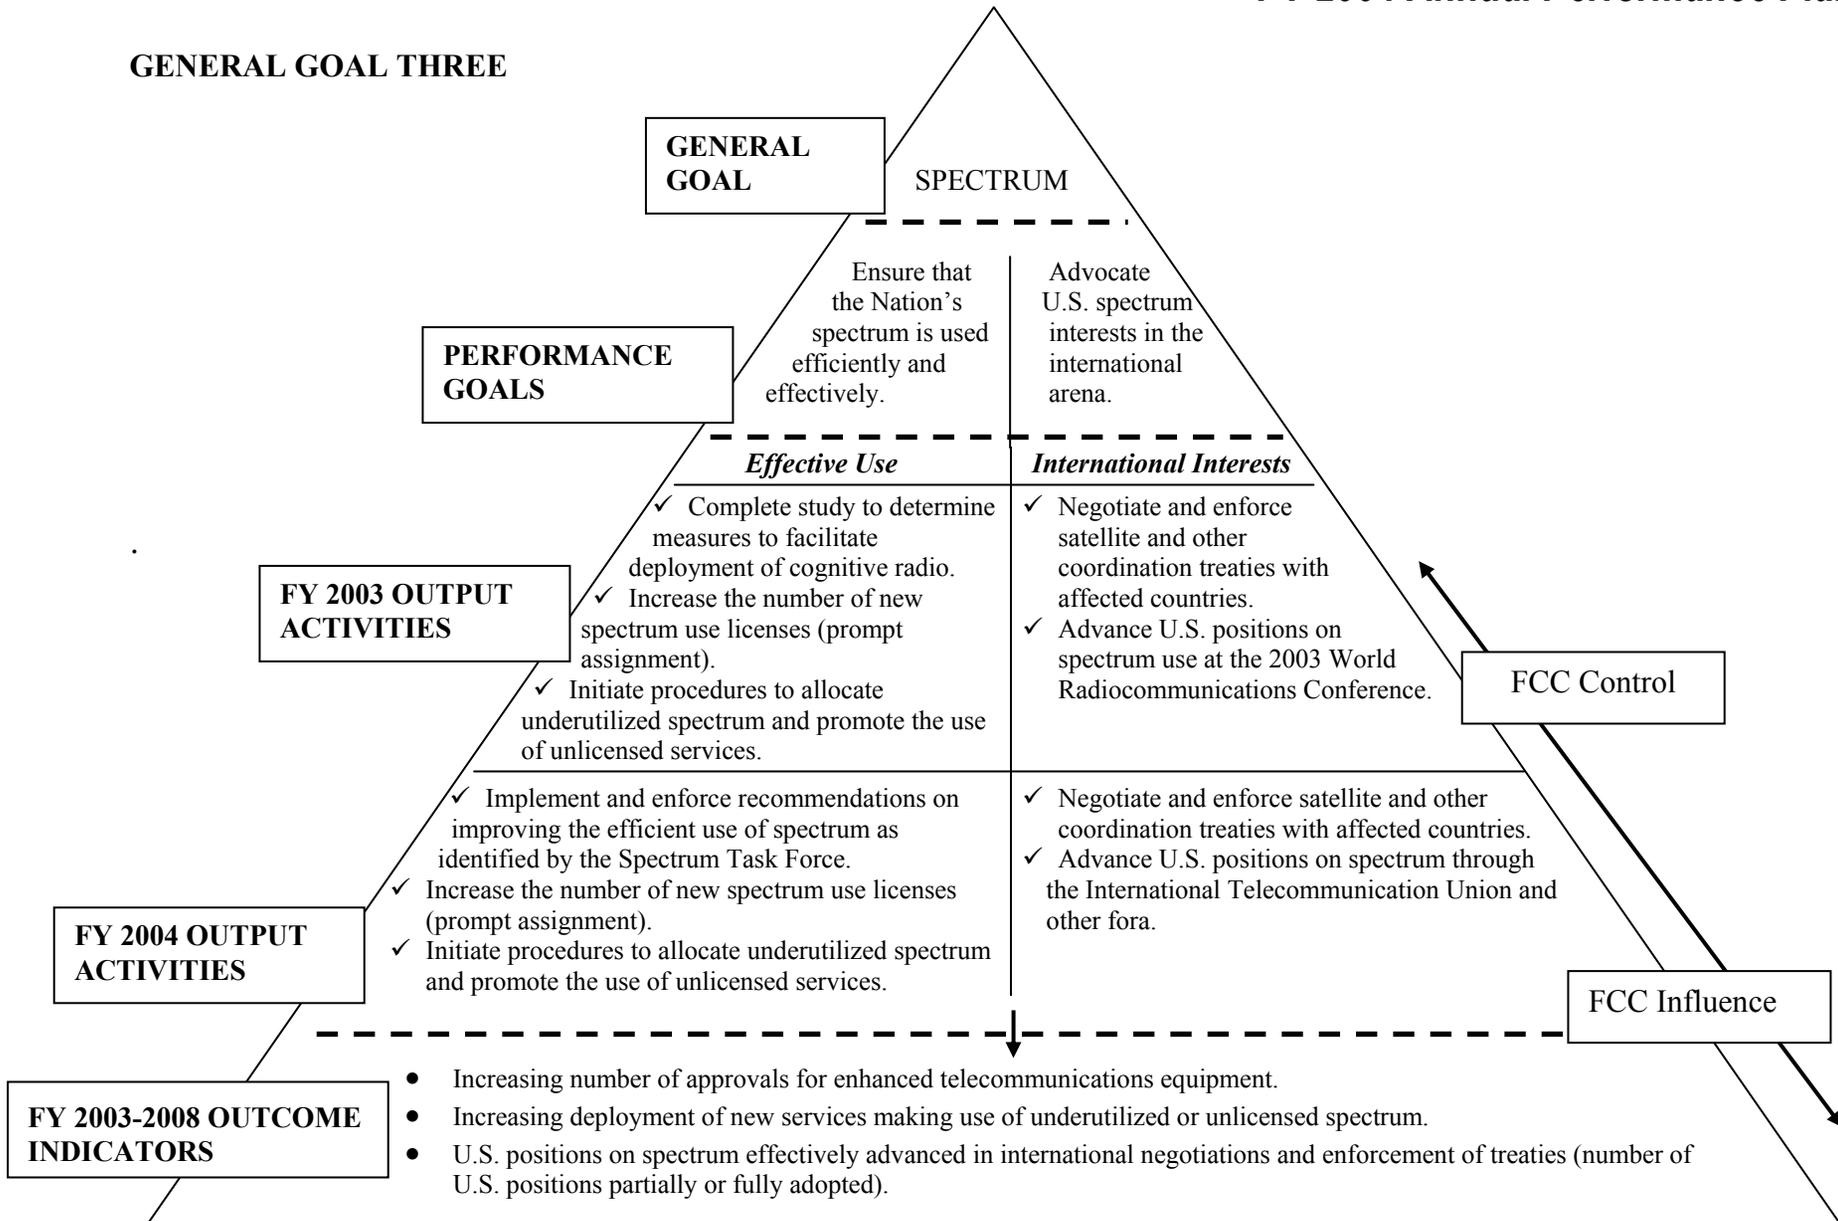 GENERAL GOAL THREE
GENERAL
GOAL
SPECTRUM
PERFORMANCE
GOALS
Ensure that
the Nation’s
spectrum is used
efficiently and
effectively.
Advocate
U.S. spectrum
interests in the
international
arena.
Effective Use
International Interests
FY 2003 OUTPUT
ACTIVITIES
✓ Complete study to determine
measures to facilitate
deployment of cognitive radio.
✓ Increase the number of new
spectrum use licenses (prompt
assignment).
✓ Initiate procedures to allocate
underutilized spectrum and promote the use
of unlicensed services.
✓ Negotiate and enforce
satellite and other
coordination treaties with
affected countries.
✓ Advance U.S. positions on
spectrum use at the 2003 World
Radiocommunications Conference.
FCC Control
FY 2004 OUTPUT
ACTIVITIES
✓ Implement and enforce recommendations on
improving the efficient use of spectrum as
identified by the Spectrum Task Force.
✓ Increase the number of new spectrum use licenses
(prompt assignment).
✓ Initiate procedures to allocate underutilized spectrum
and promote the use of unlicensed services.
✓ Negotiate and enforce satellite and other
coordination treaties with affected countries.
✓ Advance U.S. positions on spectrum through
the International Telecommunication Union and
other fora.
FCC Influence
FY 2003-2008 OUTCOME
INDICATORS
• Increasing number of approvals for enhanced telecommunications equipment.
• Increasing deployment of new services making use of underutilized or unlicensed spectrum.
• U.S. positions on spectrum effectively advanced in international negotiations and enforcement of treaties (number of
U.S. positions partially or fully adopted).